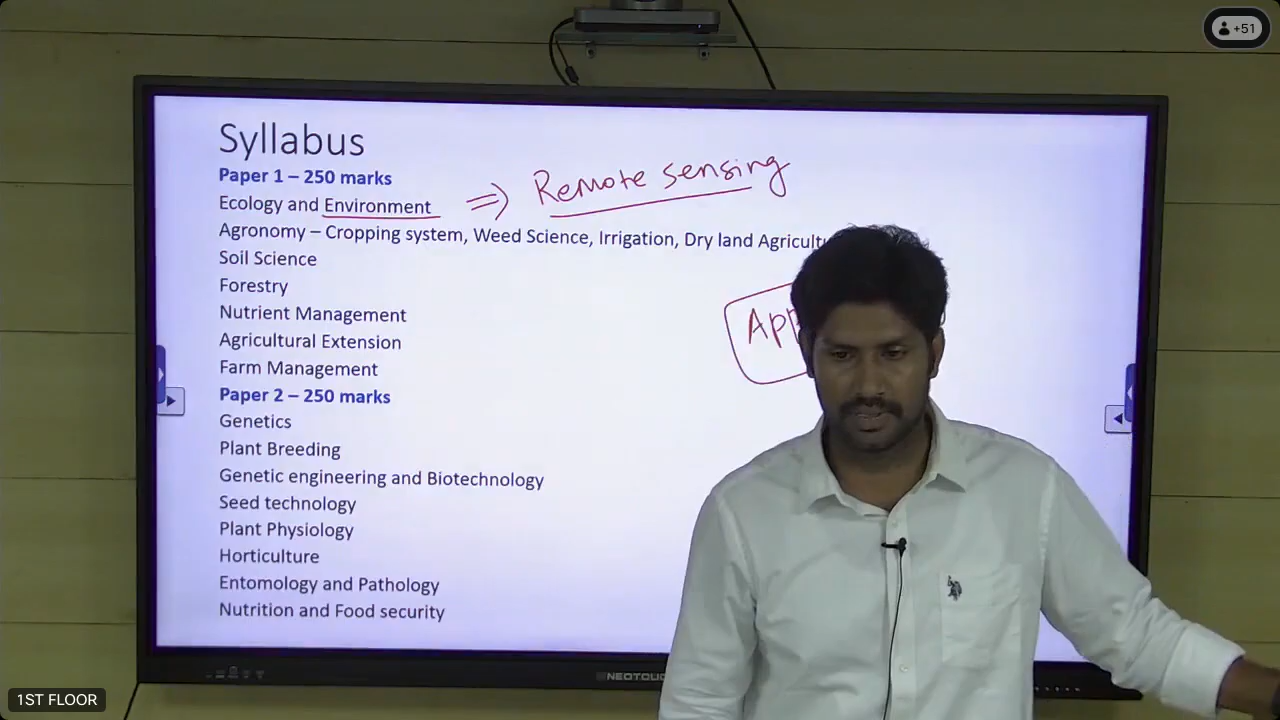 +51
Syllabus
Paper 1 – 250 marks
Ecology and Environment ⇒ Remote sensing
Agronomy – Cropping system, Weed Science, Irrigation, Dry land
Soil Science
Forestry
Nutrient Management
Agricultural Extension
Farm Management
Paper 2 – 250 marks
Genetics
Plant Breeding
Genetic engineering and Biotechnology
Seed technology
Plant Physiology
Horticulture
Entomology and Pathology
Nutrition and Food security
1ST FLOOR